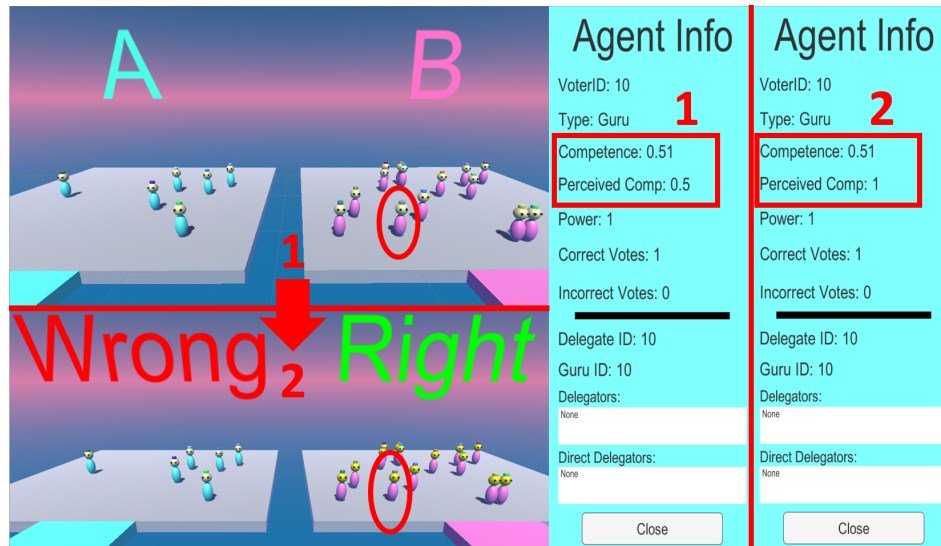 A
B
1
Wrong
Right
2
Agent Info
VoterID: 10
Type: Guru
1
Competence: 0.51
Perceived Comp: 0.5
Power: 1
Correct Votes: 1
Incorrect Votes: 0
Delegate ID: 10
Guru ID: 10
Delegators:
None
Direct Delegators:
None
Close
Agent Info
VoterID: 10
Type: Guru
2
Competence: 0.51
Perceived Comp: 1
Power: 1
Correct Votes: 1
Incorrect Votes: 0
Delegate ID: 10
Guru ID: 10
Delegators:
None
Direct Delegators:
None
Close